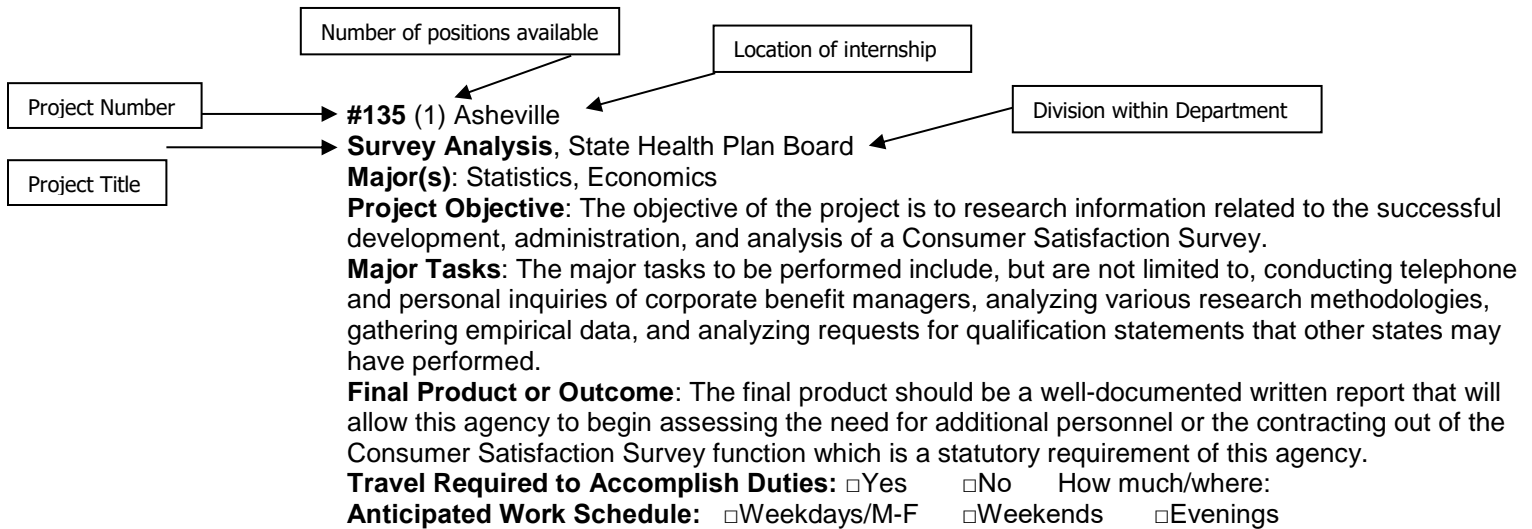 Number of positions available
Location of internship
Project Number
#135 (1) Asheville
Division within Department
Survey Analysis, State Health Plan Board
Project Title
Major(s): Statistics, Economics
Project Objective: The objective of the project is to research information related to the successful
development, administration, and analysis of a Consumer Satisfaction Survey.
Major Tasks: The major tasks to be performed include, but are not limited to, conducting telephone
and personal inquiries of corporate benefit managers, analyzing various research methodologies,
gathering empirical data, and analyzing requests for qualification statements that other states may
have performed.
Final Product or Outcome: The final product should be a well-documented written report that will
allow this agency to begin assessing the need for additional personnel or the contracting out of the
Consumer Satisfaction Survey function which is a statutory requirement of this agency.
Travel Required to Accomplish Duties: □Yes □No How much/where:
Anticipated Work Schedule: □Weekdays/M-F □Weekends □Evenings